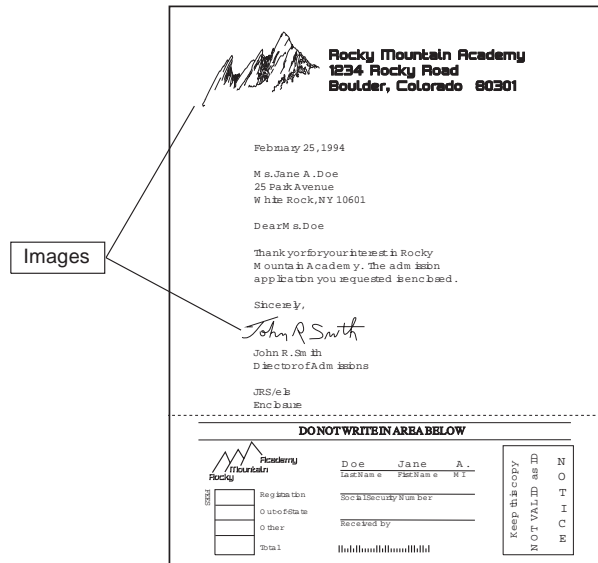 Rocky Mountain Academy
1234 Rocky Road
Boulder, Colorado 80301
February 25, 1994
Ms. Jane A. Doe
25 Park Avenue
White Rock, NY 10601
Dear Ms. Doe
Thank yor for your interest in Rocky
Mountain Academy. The admission
application you requested is enclosed.
Images
Sincerely,
John R Smith
John R. Smith
Director of Admissions
JRS/els
Enclosure
DO NOT WRITE IN AREA BELOW
Rocky
Mountain
Academy
FEES
Registration
Out of State
Other
Total
Doe Jane A.
Last Name First Name M I
Social Security Number
Received by
Keep this copy
NOT VALID as ID
NOTICE